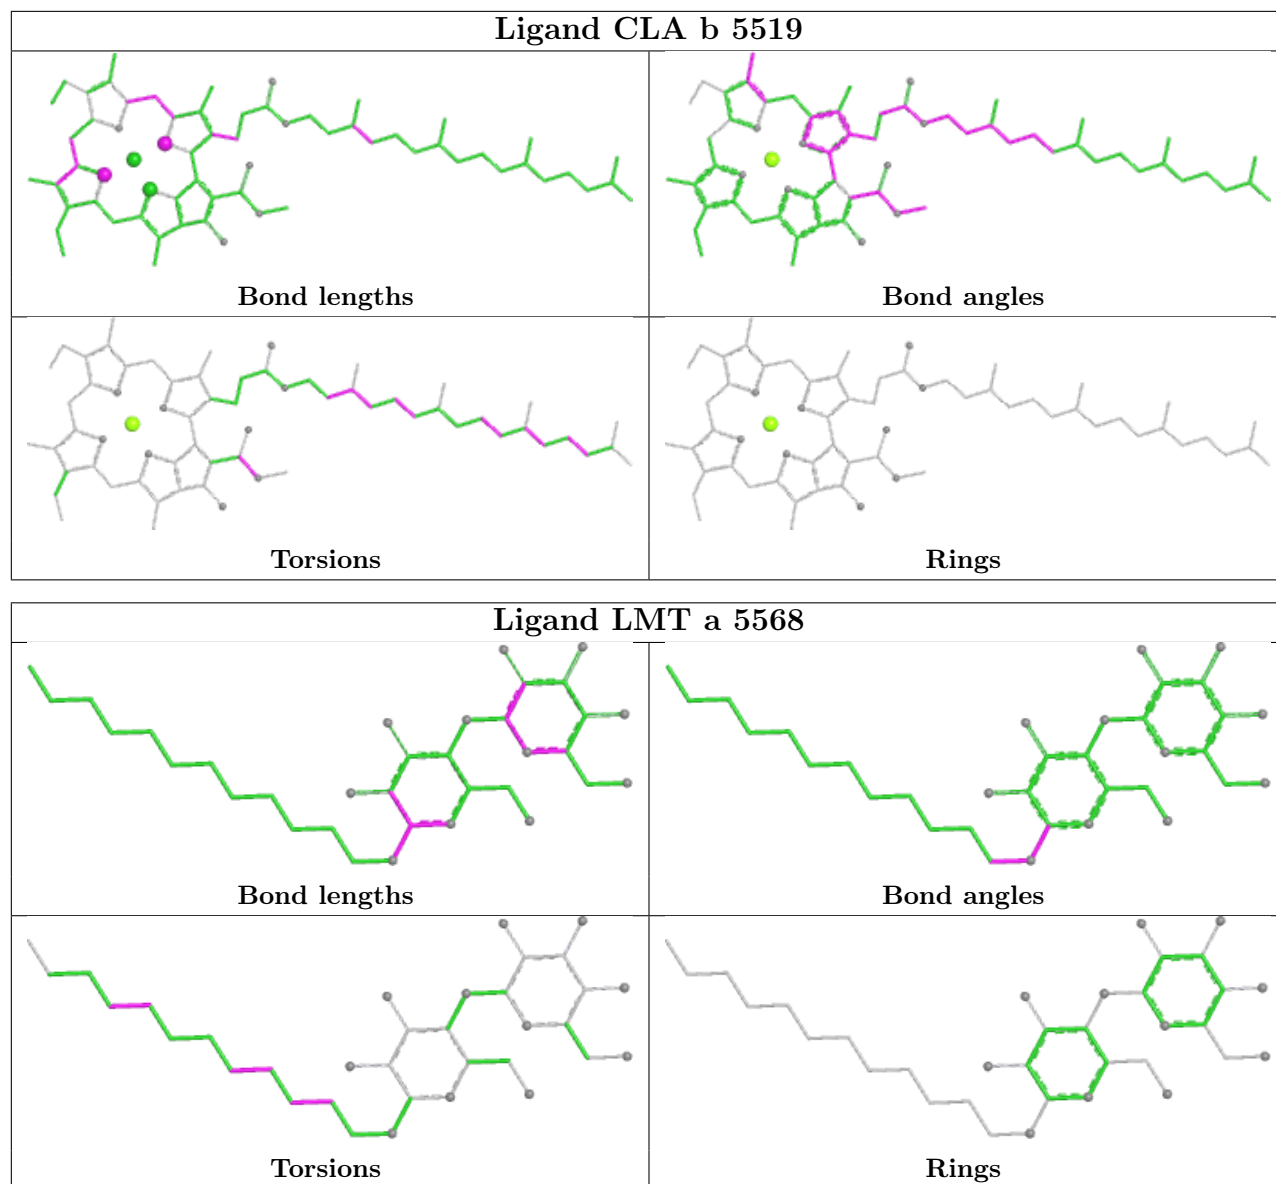 Ligand CLA b 5519
Bond lengths
Bond angles
Torsions
Rings
Ligand LMT a 5568
Bond lengths
Bond angles
Torsions
Rings